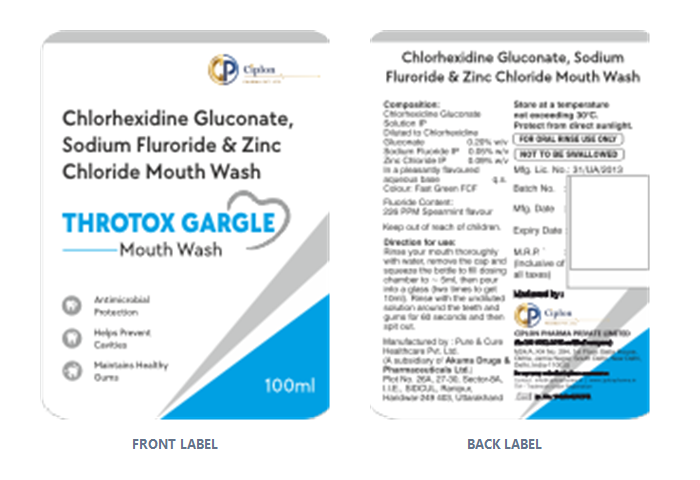 Ciplon
Chlorhexidine Gluconate,
Sodium Fluroride & Zinc
Chloride Mouth Wash
THROTOX GARGLE
Mouth Wash
Antimicrobial
Protection
Helps Prevent
Cavities
Maintains Healthy
Gums
100ml
FRONT LABEL
Chlorhexidine Gluconate, Sodium
Fluroride & Zinc Chloride Mouth Wash
Composition:
Chlorhexidine Gluconate
Solution IP
Diluted to Chlorhexidine
Gluconate 0.20% w/v
Sodium Fluoride IP 0.05% w/v
Zinc Chloride IP 0.09% w/v
In a pleasantly flavoured
aqueous base q.s.
Colour: Fast Green FCF
Fluoride Content:
226 PPM Spearmint flavour
Keep out of reach of children.
Direction for use:
Rinse your mouth thoroughly
with water, remove the cap and
squeeze the bottle to fill dosing
chamber to ~ 5ml, then pour
into a glass (two times to get
10ml). Rinse with the undiluted
solution around the teeth and
gums for 60 seconds and then
spit out.
Manufactured by : Pure & Cure
Healthcare Pvt. Ltd.
(A subsidiary of Akums Drugs &
Pharmaceuticals Ltd.)
Plot No. 26A, 27-30, Sector-8A,
I.I.E., SIDCUL, Ranipur,
Haridwar-249 403, Uttarakhand
Store at a temperature
not exceeding 30°C.
Protect from direct sunlight.
FOR ORAL RINSE USE ONLY
NOT TO BE SWALLOWED
Mfg. Lic. No.: 31/UA/2013
Batch No. :
Mfg. Date :
Expiry Date :
M.R.P. :
(Inclusive of
all taxes)
Marketed by :
Ciplon
CIPLON PHARMA PRIVATE LIMITED
BACK LABEL